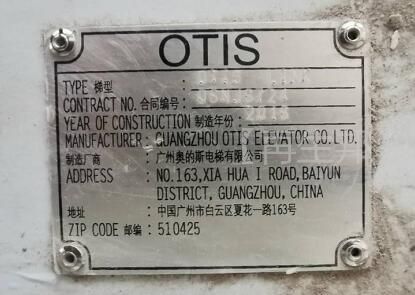 OTIS
TYPE 梯型 :
CONTRACT NO. 合同编号 :
YEAR OF CONSTRUCTION 制造年份 :
MANUFACTURER : GUANGZHOU OTIS ELEVATOR CO.LTD.
制造厂商 : 广州奥的斯电梯有限公司
ADDRESS : NO.163,XIA HUA I ROAD,BAIYUN
DISTRICT, GUANGZHOU, CHINA
地址 : 中国广州市白云区夏花一路163号
ZIP CODE 邮编 : 510425